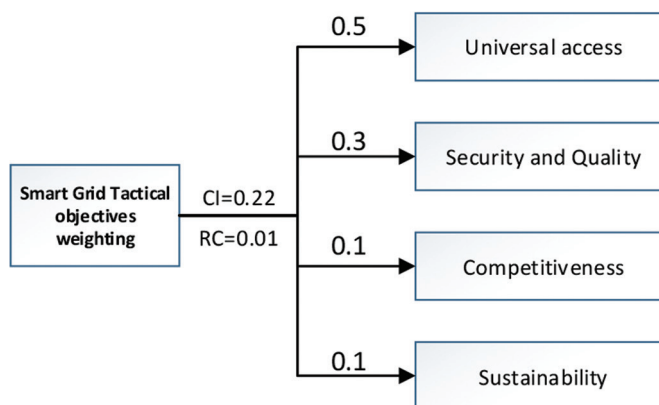 Smart Grid Tactical
objectives
weighting
CI=0.22
RC=0.01
0.5
Universal access
0.3
Security and Quality
0.1
Competitiveness
0.1
Sustainability